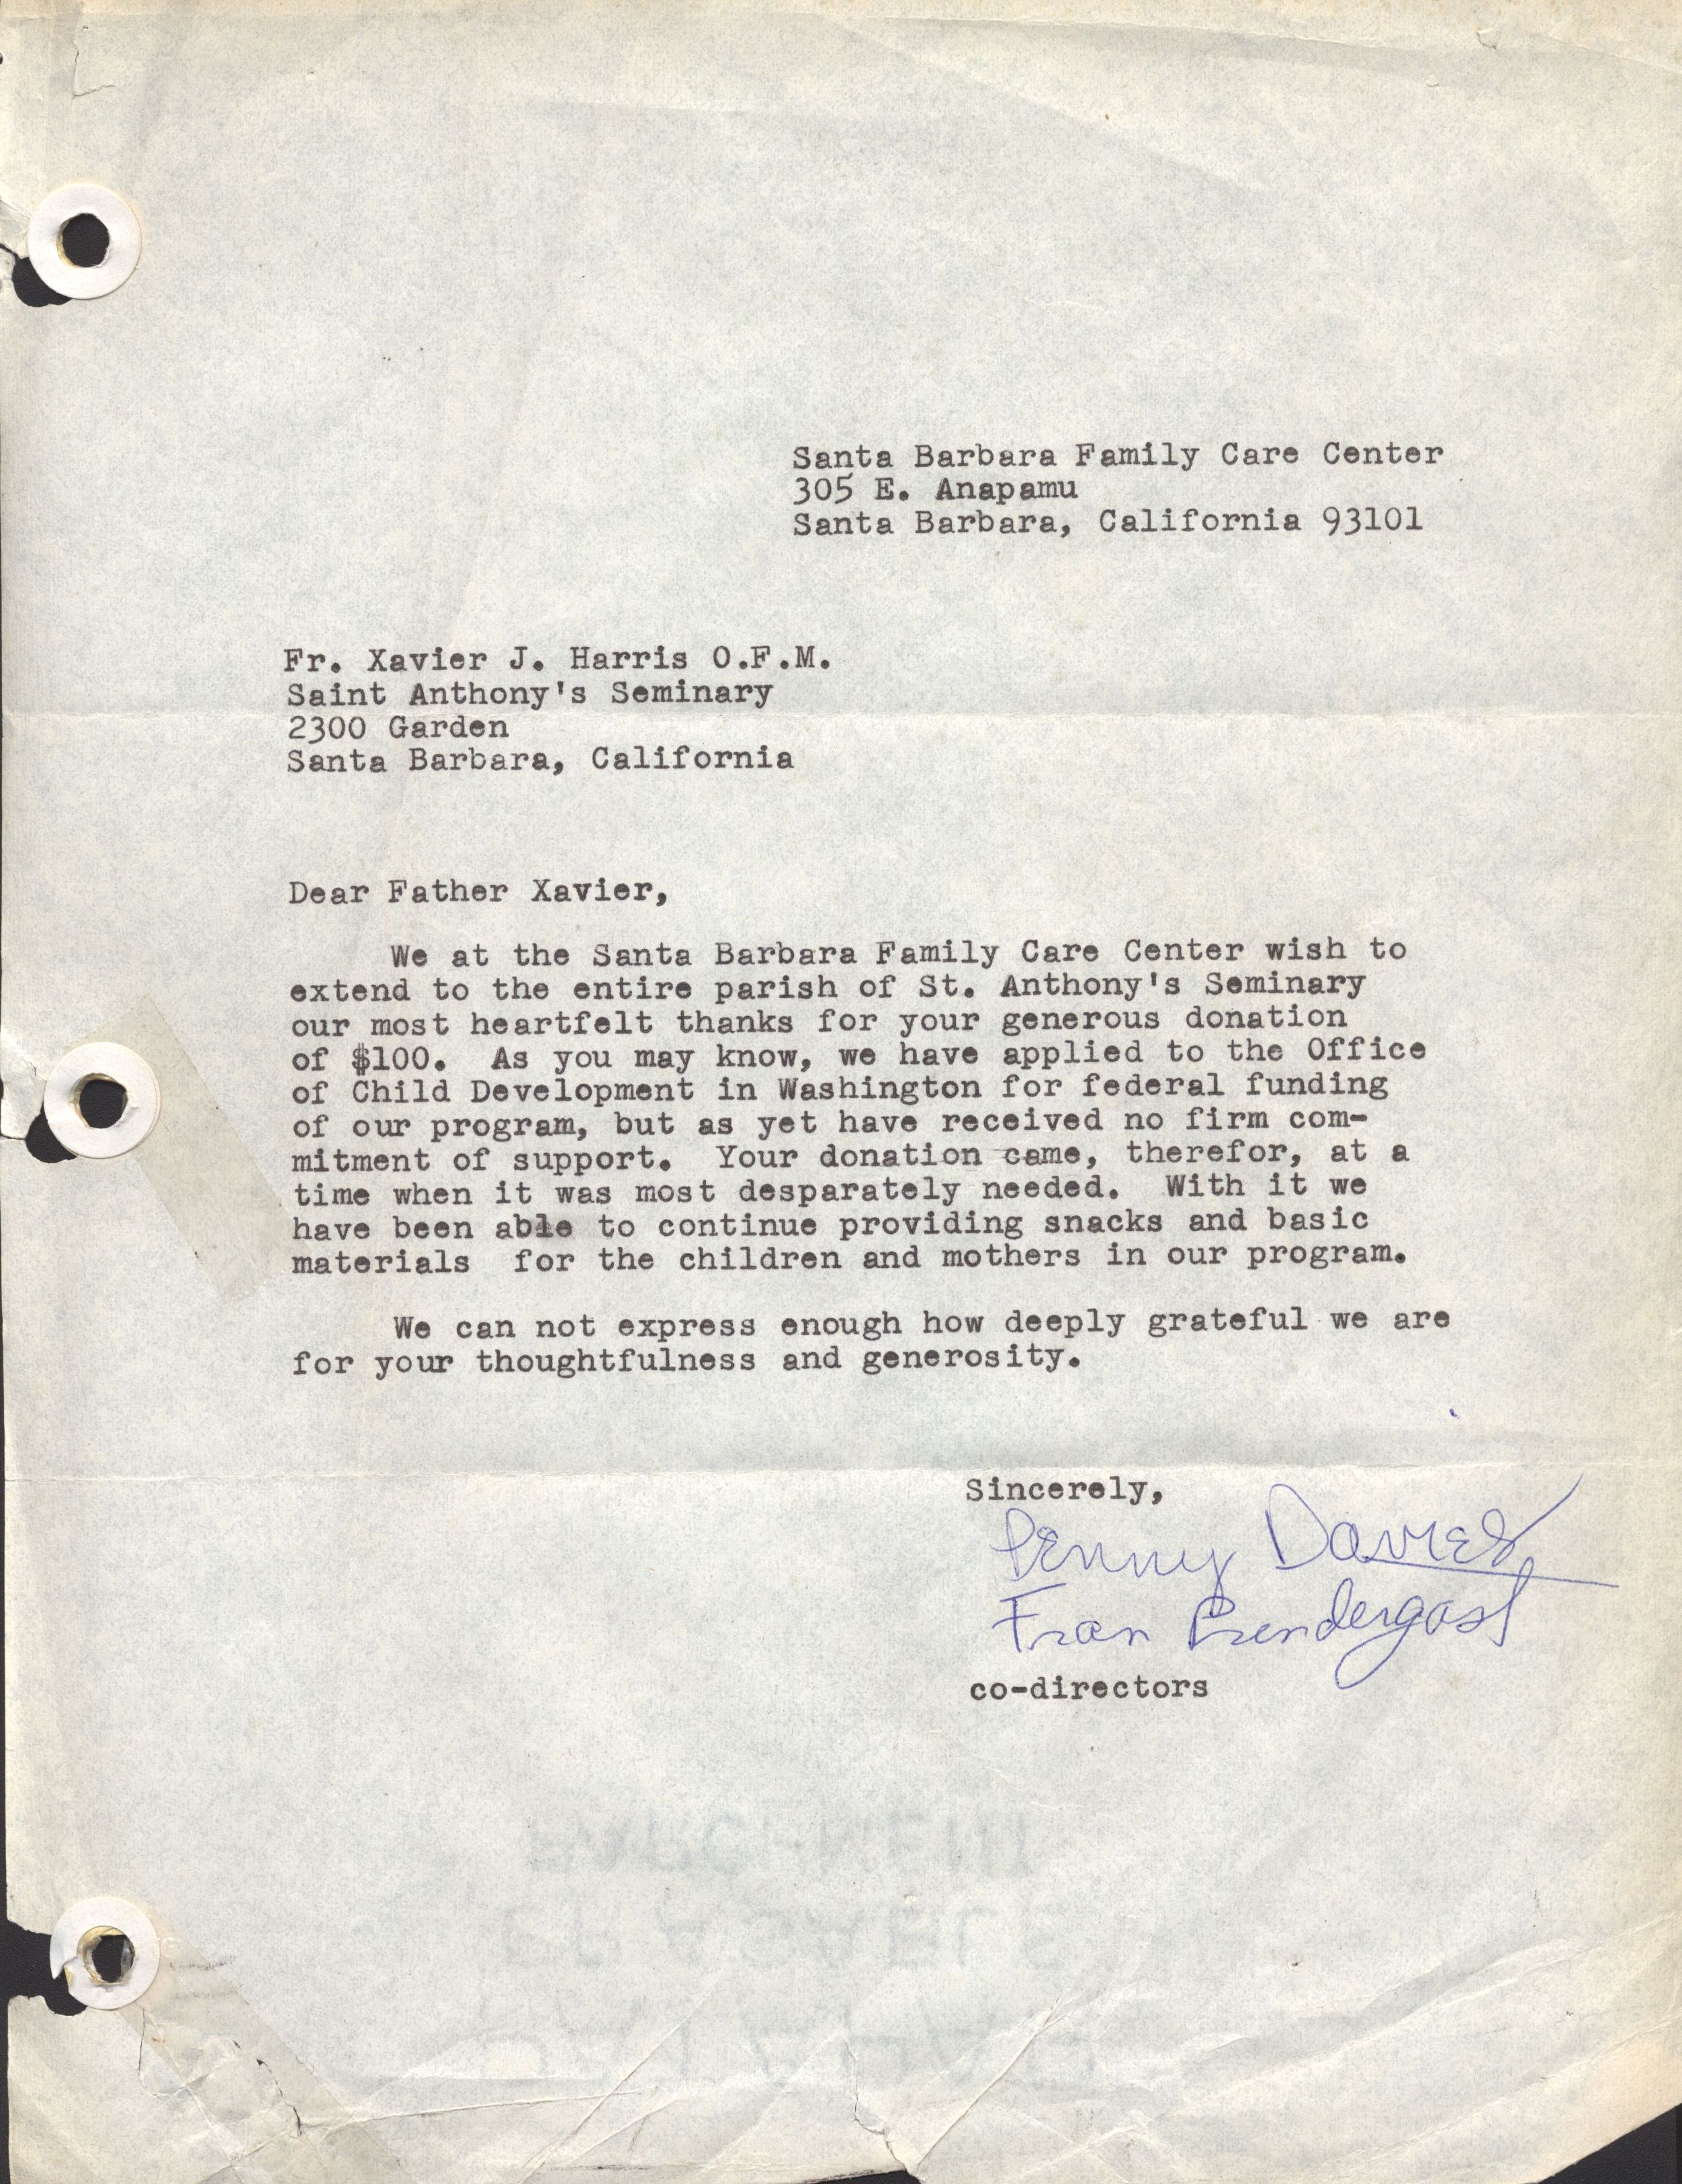 Santa Barbara Family Care Center
305 E. Anapamu
Santa Barbara, California 93101
Fr. Xavier J. Harris O.F.M.
Saint Anthony's Seminary
2300 Garden
Santa Barbara, California
Dear Father Xavier,
We at the Santa Barbara Family Care Center wish to
extend to the entire parish of St. Anthony's Seminary
our most heartfelt thanks for your generous donation
of $100. As you may know, we have applied to the Office
of Child Development in Washington for federal funding
of our program, but as yet have received no firm com-
mitment of support. Your donation came, therefor, at a
time when it was most desparately needed. With it we
have been able to continue providing snacks and basic
materials for the children and mothers in our program.
We can not express enough how deeply grateful we are
for your thoughtfulness and generosity.
Sincerely,
Penny Davies
Fran Prendergast
co-directors